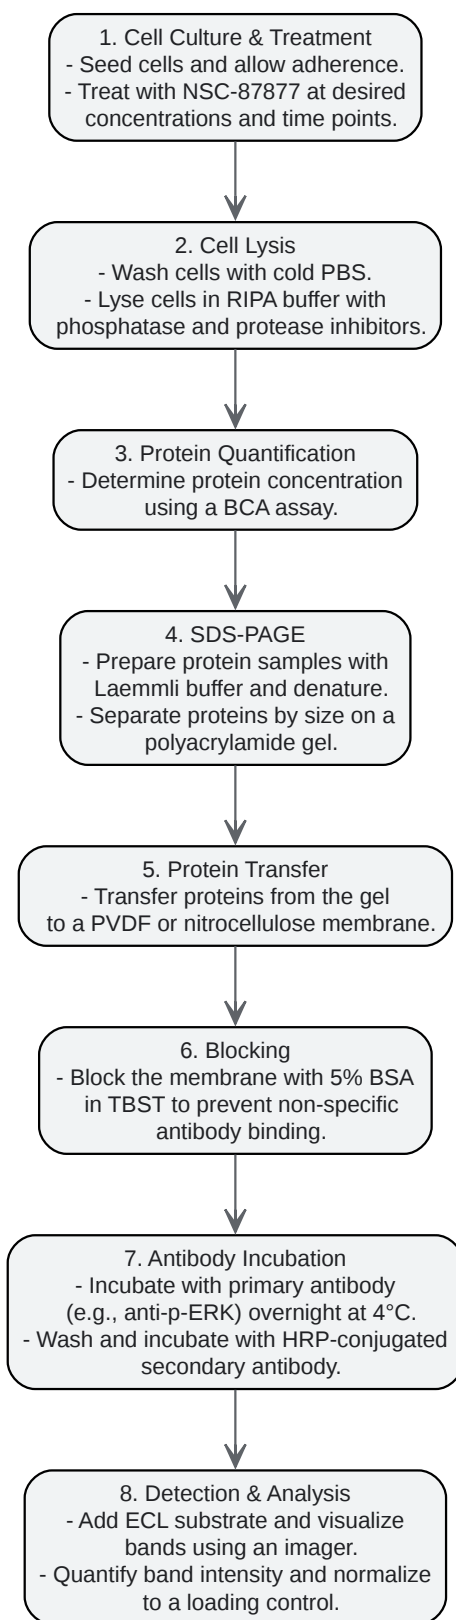 1. Cell Culture & Treatment
- Seed cells and allow adherence.
- Treat with NSC-87877 at desired
concentrations and time points.
2. Cell Lysis
- Wash cells with cold PBS.
- Lyse cells in RIPA buffer with
phosphatase and protease inhibitors.
3. Protein Quantification
- Determine protein concentration
using a BCA assay.
4. SDS-PAGE
- Prepare protein samples with
Laemmli buffer and denature.
- Separate proteins by size on a
polyacrylamide gel.
5. Protein Transfer
- Transfer proteins from the gel
to a PVDF or nitrocellulose membrane.
6. Blocking
- Block the membrane with 5% BSA
in TBST to prevent non-specific
antibody binding.
7. Antibody Incubation
- Incubate with primary antibody
(e.g., anti-p-ERK) overnight at 4°C.
- Wash and incubate with HRP-conjugated
secondary antibody.
8. Detection & Analysis
- Add ECL substrate and visualize
bands using an imager.
- Quantify band intensity and normalize
to a loading control.